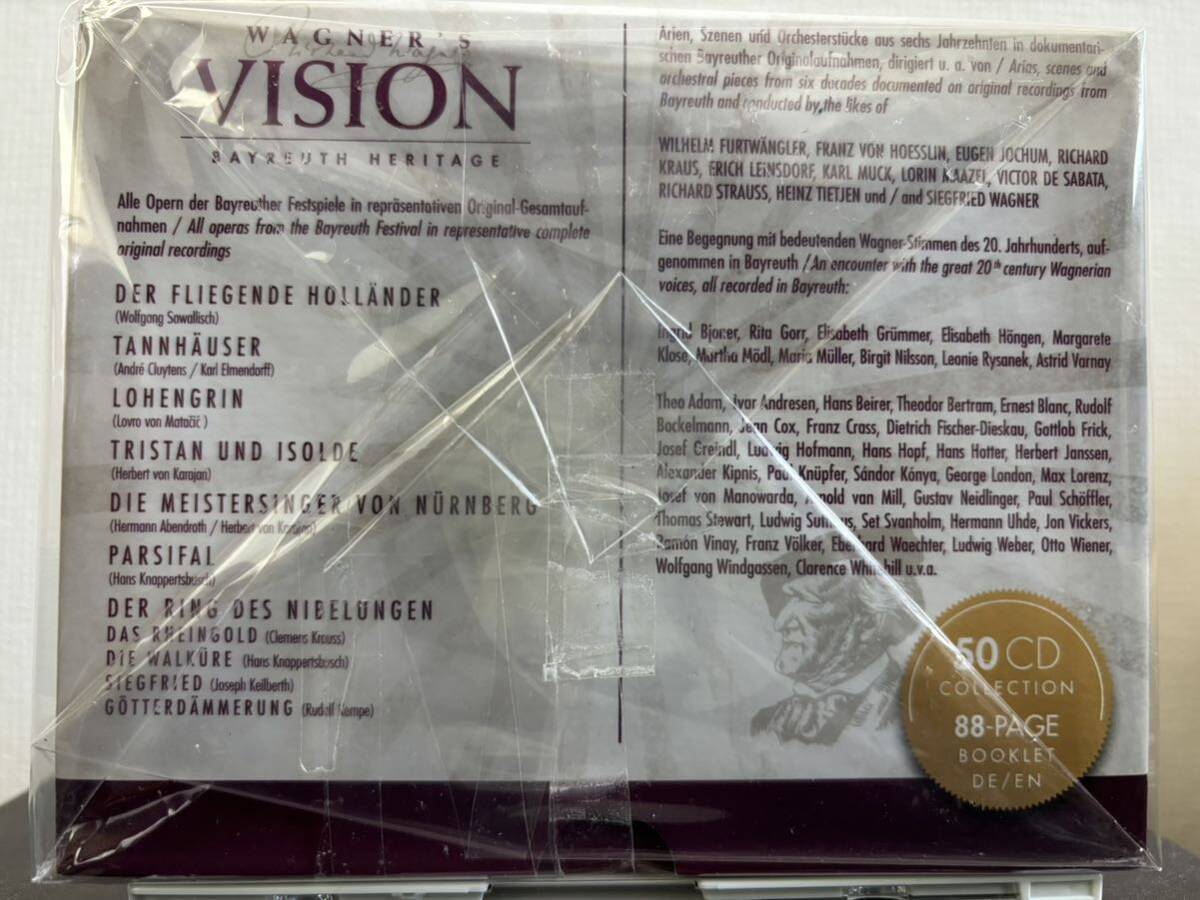 WAGNER'S
VISION
BAYREUTH HERITAGE
Alle Opern der Bayreuther Festspiele in repräsentativen Original-Gesamtauf-
nahmen / All operas from the Bayreuth Festival in representative complete
original recordings
DER FLIEGENDE HOLLÄNDER
(Wolfgang Sawallisch)
TANNHÄUSER
(André Cluytens / Karl Elmendorff)
LOHENGRIN
(Lovro von Matačić )
TRISTAN UND ISOLDE
(Herbert von Karajan)
DIE MEISTERSINGER VON NÜRNBERG
(Hermann Abendroth / Herbert von Karajan)
PARSIFAL
(Hans Knappertsbusch)
DER RING DES NIBELUNGEN
DAS RHEINGOLD (Clemens Krauss)
DIE WALKÜRE (Hans Knappertsbusch)
SIEGFRIED (Joseph Keilberth)
GÖTTERDÄMMERUNG (Rudolf Kempe)
Arien, Szenen und Orchesterstücke aus sechs Jahrzehnten in dokumentari-
schen Bayreuther Originalaufnahmen, dirigiert u. a. von / Arias, scenes and
orchestral pieces from six decades documented on original recordings from
Bayreuth and conducted by the likes of
WILHELM FURTWÄNGLER, FRANZ VON HOESSLIN, EUGEN JOCHUM, RICHARD
KRAUS, ERICH LEINSDORF, KARL MUCK, LORIN MAAZEL, VICTOR DE SABATA,
RICHARD STRAUSS, HEINZ TIETJEN und / and SIEGFRIED WAGNER
Eine Begegnung mit bedeutenden Wagner-Stimmen des 20. Jahrhunderts, auf-
genommen in Bayreuth / An encounter with the great 20th century Wagnerian
voices, all recorded in Bayreuth:
Ingrid Bjoner, Rita Gorr, Elisabeth Grümmer, Elisabeth Höngen, Margarete
Klose, Martha Mödl, Maria Müller, Birgit Nilsson, Leonie Rysanek, Astrid Varnay
Theo Adam, Ivar Andresen, Hans Beirer, Theodor Bertram, Ernest Blanc, Rudolf
Bockelmann, Jean Cox, Franz Crass, Dietrich Fischer-Dieskau, Gottlob Frick,
Josef Greindl, Ludwig Hofmann, Hans Hopf, Hans Hotter, Herbert Janssen,
Alexander Kipnis, Paul Knüpfer, Sándor Kónya, George London, Max Lorenz,
Josef von Manowarda, Arnold van Mill, Gustav Neidlinger, Paul Schöffler,
Thomas Stewart, Ludwig Suthaus, Set Svanholm, Hermann Uhde, Jon Vickers,
Ramón Vinay, Franz Völker, Eberhard Waechter, Ludwig Weber, Otto Wiener,
Wolfgang Windgassen, Clarence Whitehill u.v.a.
50 CD
COLLECTION
88-PAGE
BOOKLET
DE/EN